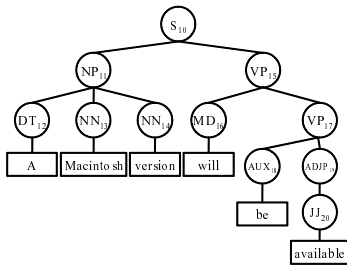 S10
NP11 VP15
DT12 NN13 NN14 MD16 VP17
A Macintosh version will AUX18 ADJP19
be JJ20
available